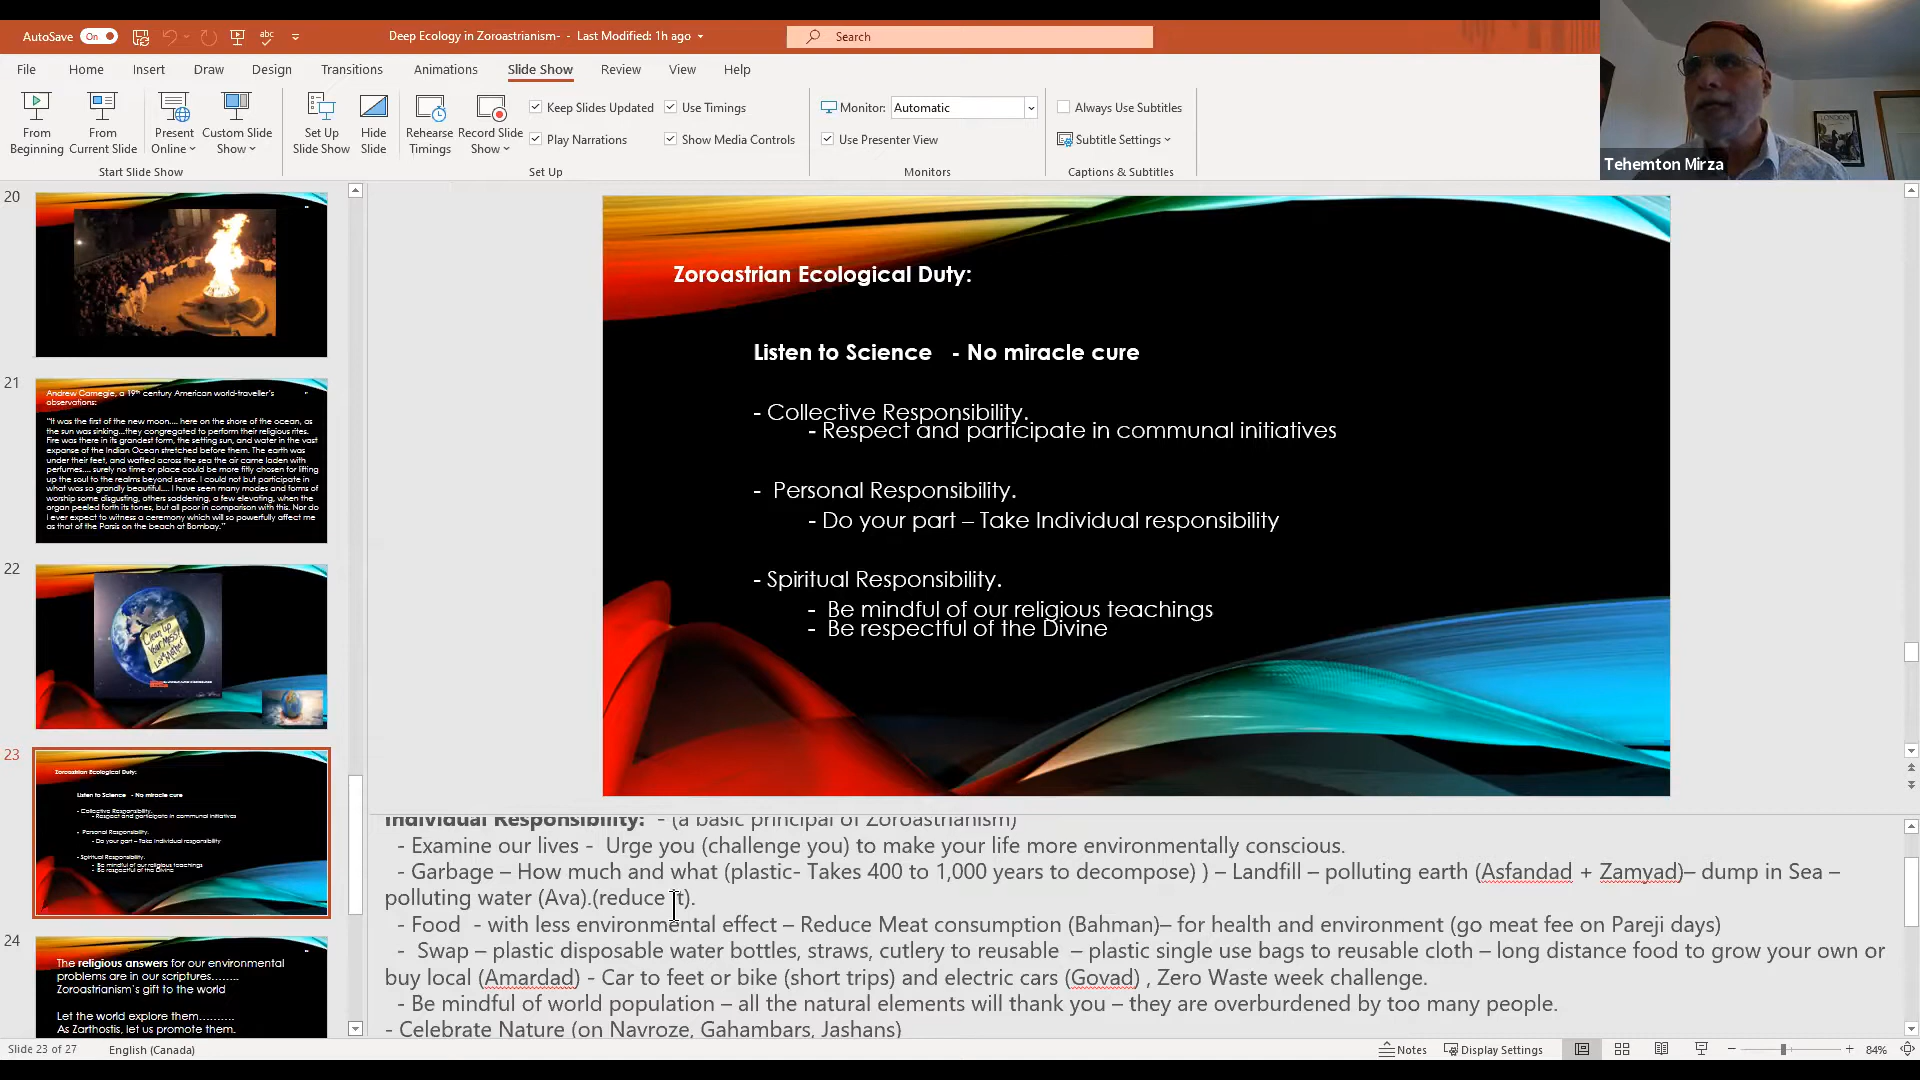 AutoSave On abc Deep Ecology in Zoroastrianism- - Last Modified: 1h ago Search
File Home Insert Draw Design Transitions Animations Slide Show Review View Help
From Beginning
From Current Slide
Present Online
Custom Slide Show
Start Slide Show
Set Up Slide Show
Hide Slide
Rehearse Timings
Record Slide Show
Keep Slides Updated
Play Narrations
Use Timings
Show Media Controls
Set Up
Monitor: Automatic
Use Presenter View
Monitors
Always Use Subtitles
Subtitle Settings
Captions & Subtitles
LONDON
Tehemton Mirza
20
21
Andrew Carnegie, a 19th century American world-traveller's
observations:
"It was the first of the new moon.... here on the shore of the ocean, as
the sun was sinking...they congregated to perform their religious rites.
Fire was there in its grandest form, the setting sun, and water in the vast
expanse of the Indian Ocean stretched before them. The earth was
under their feet, and wafted across the sea the air came laden with
perfumes.... surely no time or place could be more fitly chosen for lifting
up the soul to the realms beyond sense. I could not but participate in
what was so grandly beautiful.... I have seen many modes and forms of
worship some disgusting, others saddening, a few elevating, when the
organ pealed forth its tones, but all poor in comparison with this. Nor do
I ever expect to witness a ceremony which will so powerfully affect me
as that of the Parsis on the beach at Bombay."
22
Clean up
Your Mess!
Love Mother
23
Zoroastrian Ecological Duty:
Listen to Science - No miracle cure
- Collective Responsibility.
- Respect and participate in communal initiatives
- Personal Responsibility.
- Do your part – Take Individual responsibility
- Spiritual Responsibility.
- Be mindful of our religious teachings
- Be respectful of the Divine
24
The religious answers for our environmental
problems are in our scriptures........
Zoroastrianism's gift to the world
Let the world explore them.........
As Zarthostis, let us promote them.
Zoroastrian Ecological Duty:
Listen to Science - No miracle cure
- Collective Responsibility.
- Respect and participate in communal initiatives
- Personal Responsibility.
- Do your part – Take Individual responsibility
- Spiritual Responsibility.
- Be mindful of our religious teachings
- Be respectful of the Divine
Individual Responsibility: - (a basic principal of Zoroastrianism)
- Examine our lives - Urge you (challenge you) to make your life more environmentally conscious.
- Garbage – How much and what (plastic- Takes 400 to 1,000 years to decompose) ) – Landfill – polluting earth (Asfandad + Zamyad)– dump in Sea –
polluting water (Ava).(reduce it).
- Food - with less environmental effect – Reduce Meat consumption (Bahman)– for health and environment (go meat fee on Pareji days)
- Swap – plastic disposable water bottles, straws, cutlery to reusable – plastic single use bags to reusable cloth – long distance food to grow your own or
buy local (Amardad) - Car to feet or bike (short trips) and electric cars (Govad) , Zero Waste week challenge.
- Be mindful of world population – all the natural elements will thank you – they are overburdened by too many people.
- Celebrate Nature (on Navroze, Gahambars, Jashans)
Slide 23 of 27 English (Canada) Notes Display Settings 84%